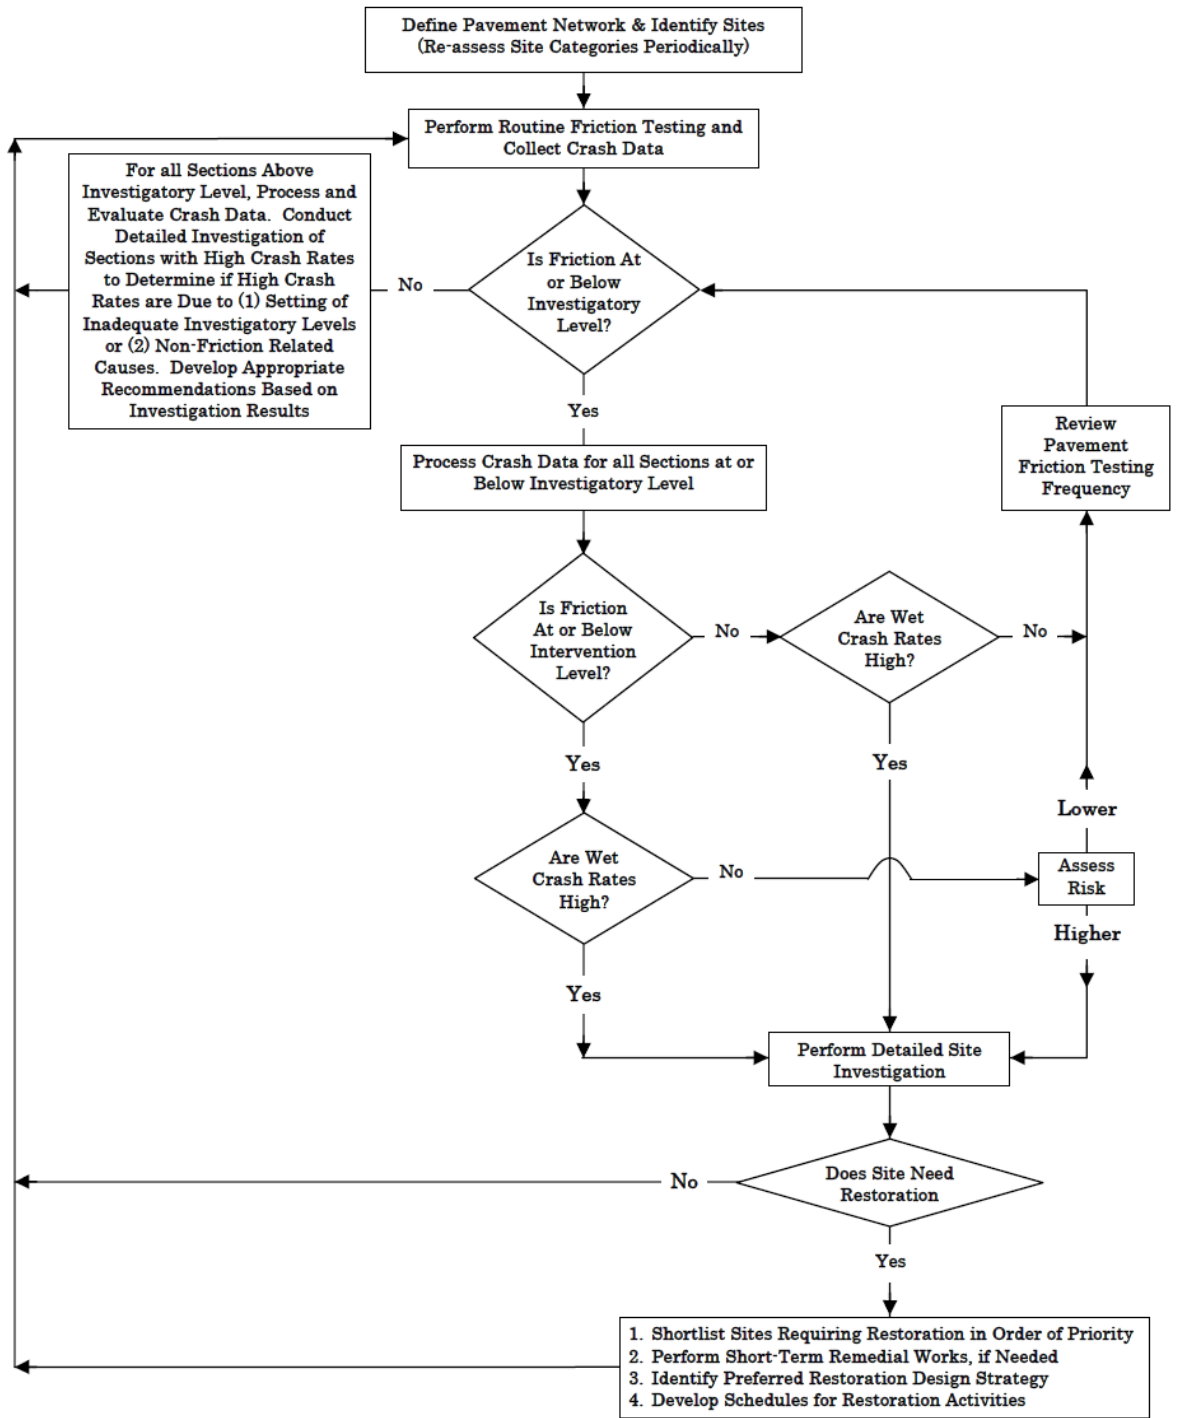 Define Pavement Network & Identify Sites
(Re-assess Site Categories Periodically)
Perform Routine Friction Testing and
Collect Crash Data
For all Sections Above
Investigatory Level, Process and
Evaluate Crash Data. Conduct
Detailed Investigation of
Sections with High Crash Rates
to Determine if High Crash
Rates are Due to (1) Setting of
Inadequate Investigatory Levels
or (2) Non-Friction Related
Causes. Develop Appropriate
Recommendations Based on
Investigation Results
No
Is Friction At
or Below
Investigatory
Level?
Yes
Review
Pavement
Friction Testing
Frequency
Process Crash Data for all Sections at or
Below Investigatory Level
Is Friction
At or Below
Intervention
Level?
No
Are Wet
Crash Rates
High?
No
Yes
Yes
Lower
Are Wet
Crash Rates
High?
No
Assess
Risk
Higher
Yes
Perform Detailed Site
Investigation
Does Site Need
Restoration
No
Yes
1. Shortlist Sites Requiring Restoration in Order of Priority
2. Perform Short-Term Remedial Works, if Needed
3. Identify Preferred Restoration Design Strategy
4. Develop Schedules for Restoration Activities